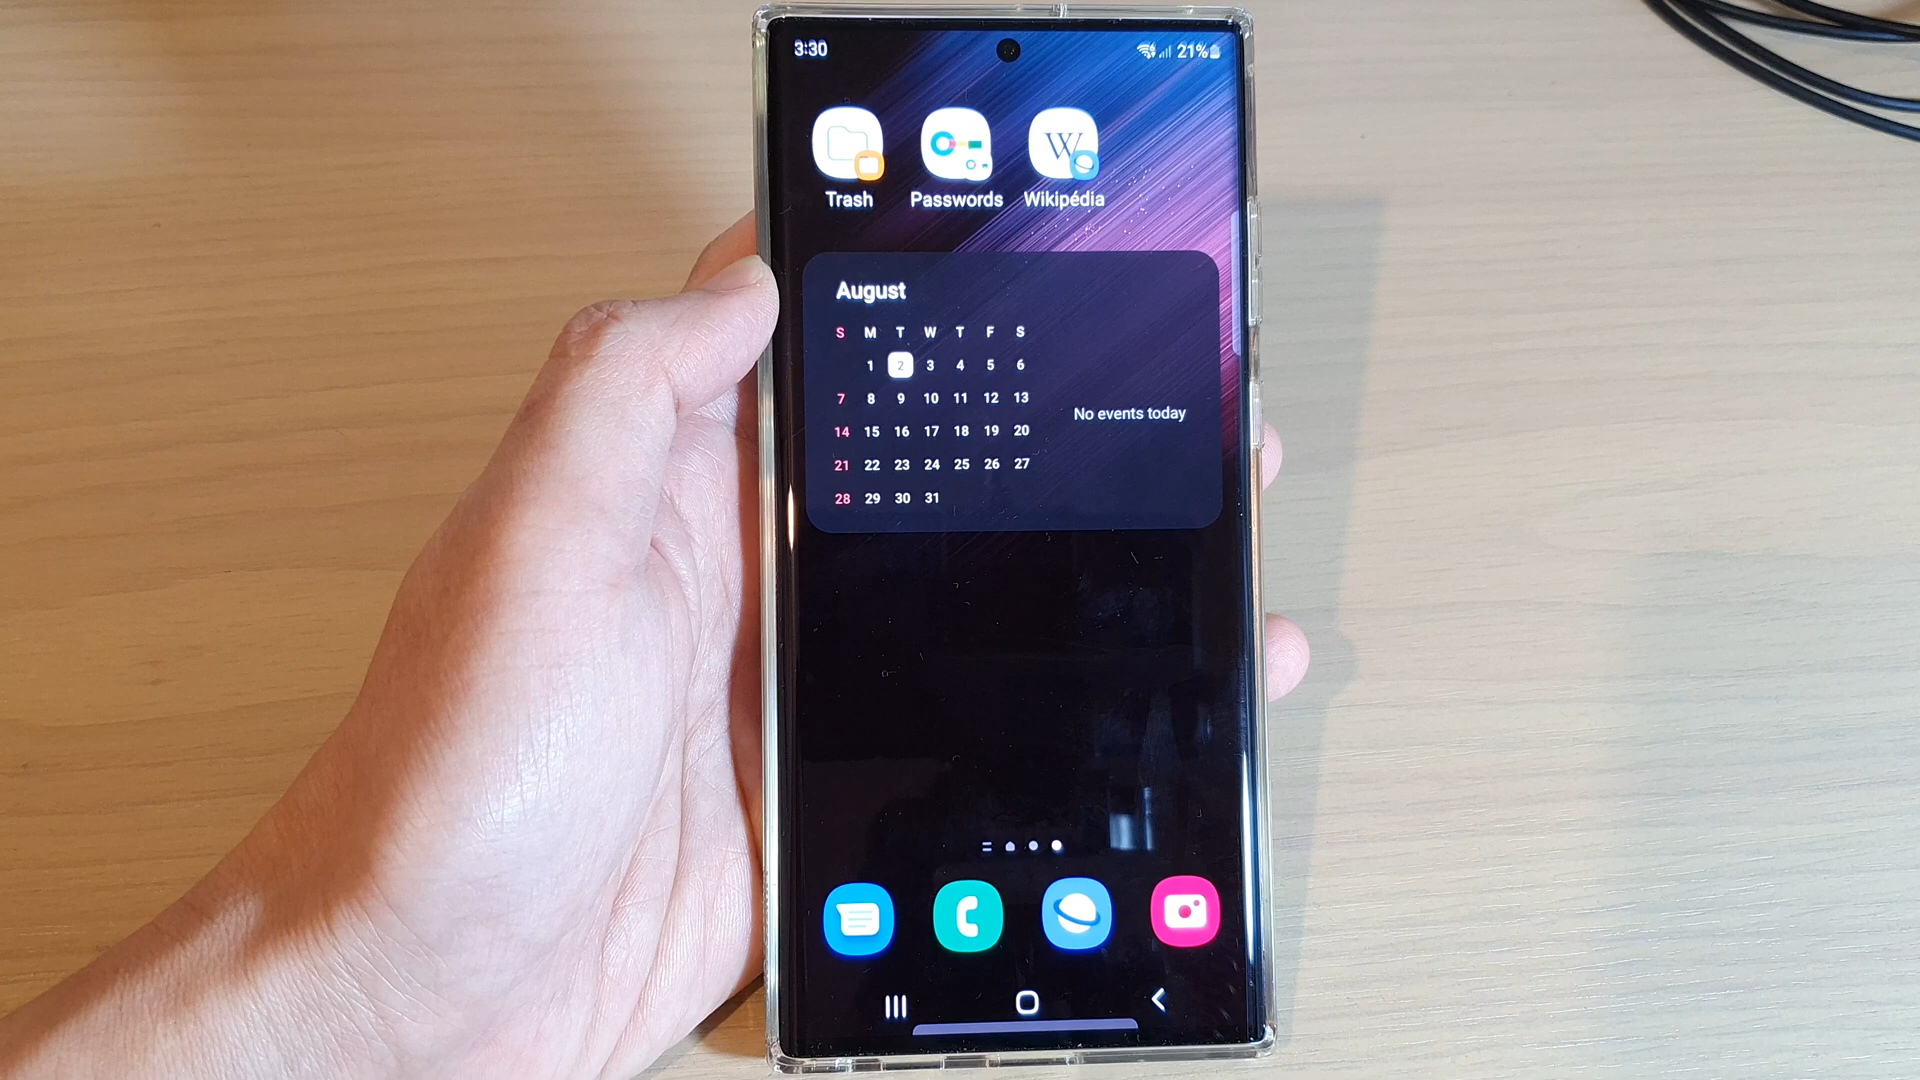 3:30 21%
Trash Passwords Wikipédia
W
August
S M T W T F S
1 2 3 4 5 6
7 8 9 10 11 12 13
14 15 16 17 18 19 20
21 22 23 24 25 26 27
28 29 30 31
No events today